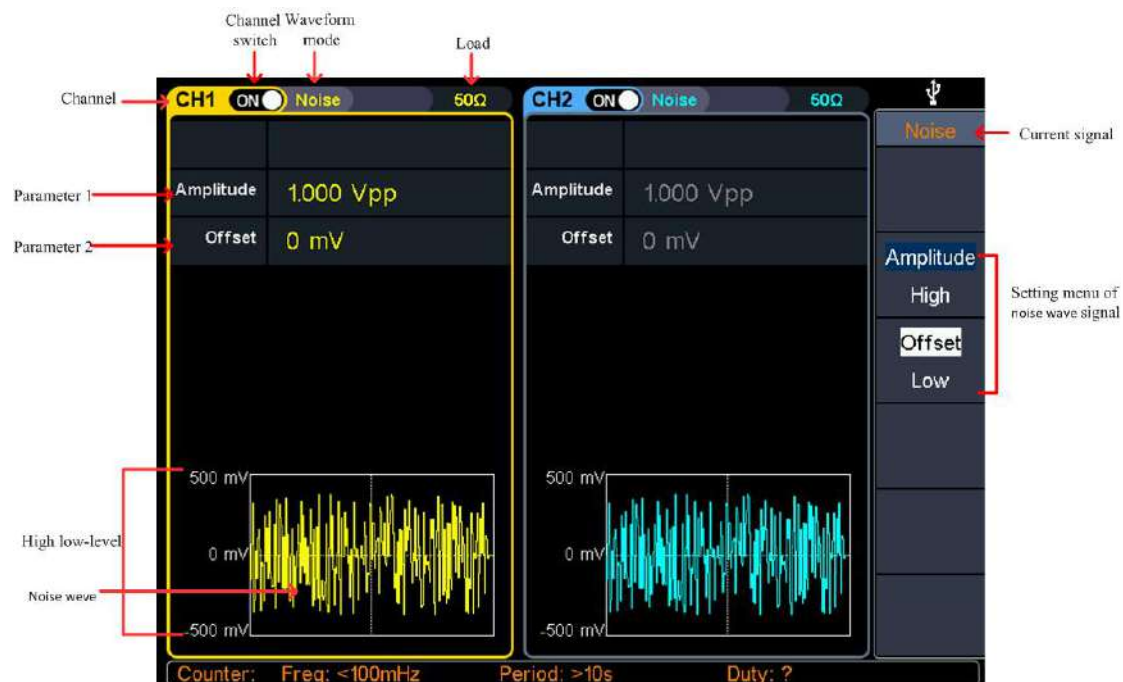 Channel switch
Waveform mode
Load
Channel
CH1 ON Noise 50Ω
CH2 ON Noise 50Ω
Noise
Current signal
Parameter 1
Amplitude 1.000 Vpp
Amplitude 1.000 Vpp
Parameter 2
Offset 0 mV
Offset 0 mV
Amplitude
High
Offset
Low
Setting menu of
noise wave signal
500 mV
0 mV
-500 mV
500 mV
0 mV
-500 mV
High low-level
Noise weve
Counter: Freq: <100mHz Period: >10s Duty: ?